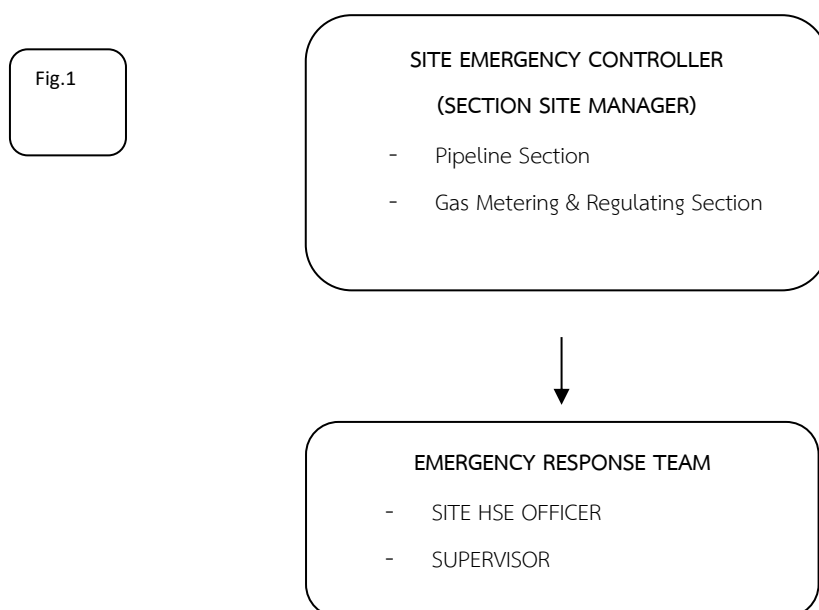 Fig.1
SITE EMERGENCY CONTROLLER
(SECTION SITE MANAGER)
- Pipeline Section
- Gas Metering & Regulating Section
EMERGENCY RESPONSE TEAM
- SITE HSE OFFICER
- SUPERVISOR